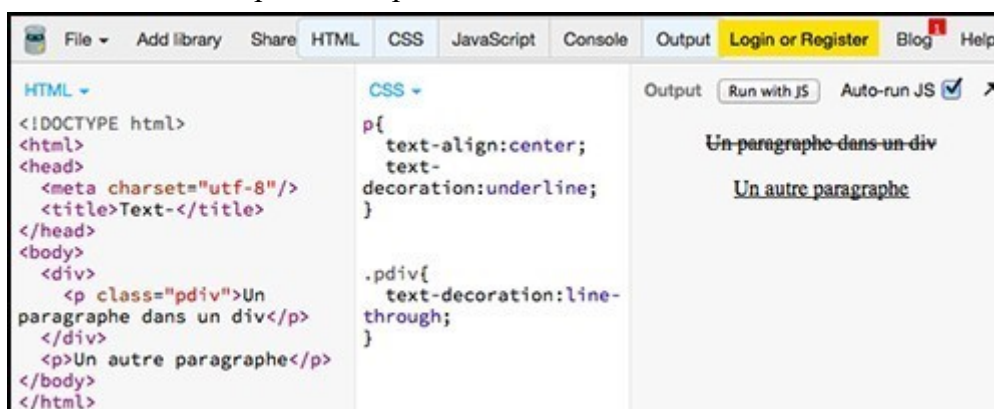 File Add library Share HTML CSS JavaScript Console Output Login or Register Blog 1 Help
HTML
<!DOCTYPE html>
<html>
<head>
<meta charset="utf-8"/>
<title>Text-</title>
</head>
<body>
<div>
<p class="pdiv">Un
paragraphe dans un div</p>
</div>
<p>Un autre paragraphe</p>
</body>
</html>
CSS
p{
text-align:center;
text-
decoration:underline;
}
.pdiv{
text-decoration:line-
through;
}
Output Run with JS Auto-run JS
Un paragraphe dans un div
Un autre paragraphe